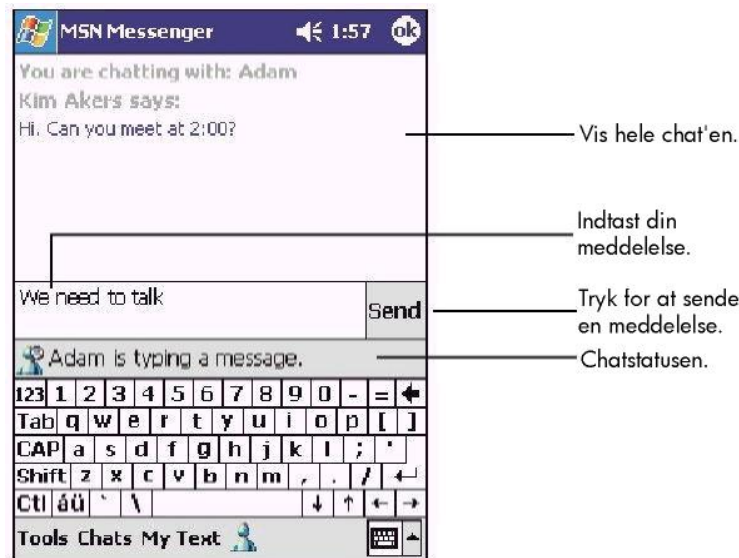 MSN Messenger 1:57 ok
You are chatting with: Adam
Kim Akers says:
Hi. Can you meet at 2:00?
Vis hele chat'en.
Indtast din
meddelelse.
We need to talk
Send
Tryk for at sende
en meddelelse.
Adam is typing a message.
Chatstatusen.
123 1 2 3 4 5 6 7 8 9 0 - =
Tab q w e r t y u i o p [ ]
CAP a s d f g h j k l ; '
Shift z x c v b n m , . /
Ctl áü ` \
Tools Chats My Text